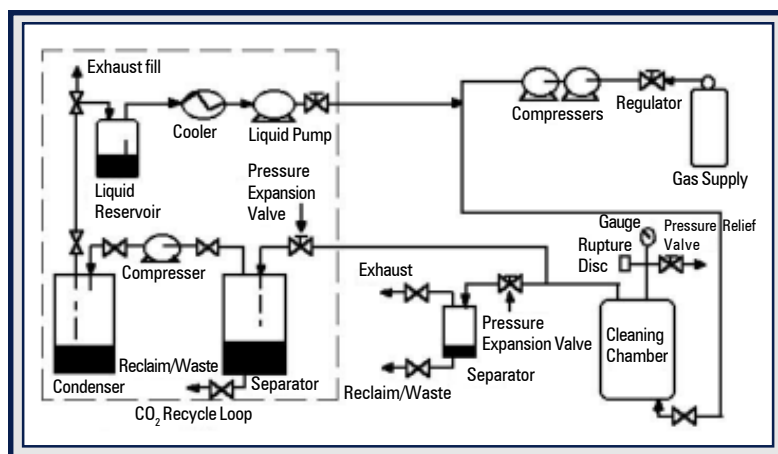 Exhaust fill
Cooler
Liquid Pump
Compressers
Regulator
Gas Supply
Liquid
Reservoir
Pressure
Expansion
Valve
Gauge
Pressure Relief
Valve
Rupture
Disc
Compresser
Exhaust
Pressure
Expansion Valve
Cleaning
Chamber
Condenser
Reclaim/Waste
Separator
Separator
Reclaim/Waste
CO₂ Recycle Loop